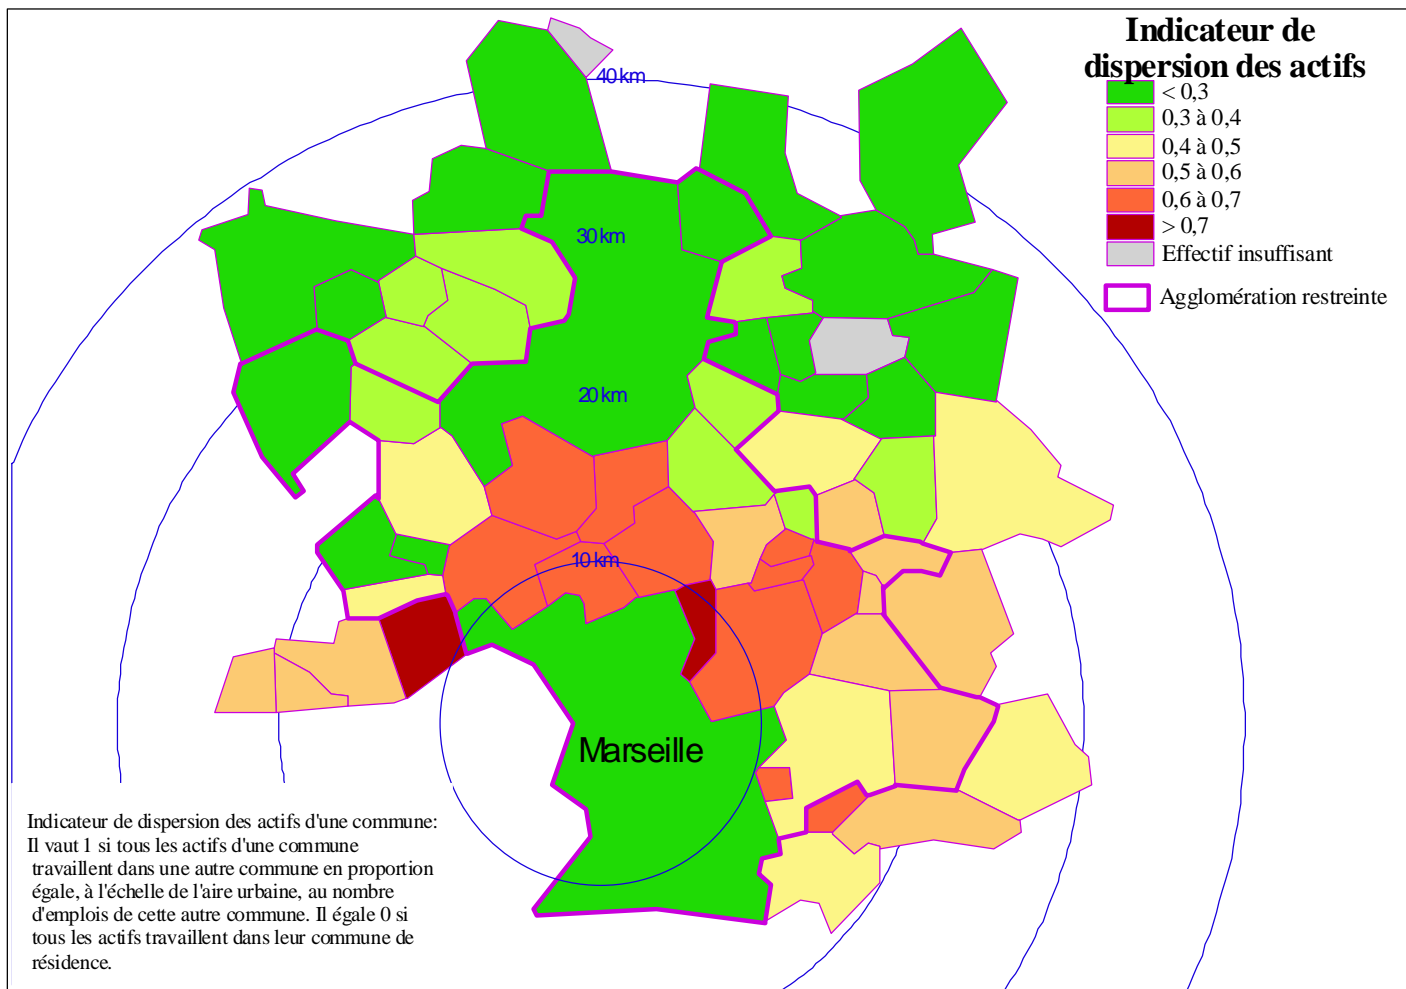 Indicateur de
dispersion des actifs
< 0,3
0,3 à 0,4
0,4 à 0,5
0,5 à 0,6
0,6 à 0,7
> 0,7
Effectif insuffisant
Agglomération restreinte
40 km
30 km
20 km
10 km
Marseille
Indicateur de dispersion des actifs d'une commune:
Il vaut 1 si tous les actifs d'une commune
travaillent dans une autre commune en proportion
égale, à l'échelle de l'aire urbaine, au nombre
d'emplois de cette autre commune. Il égale 0 si
tous les actifs travaillent dans leur commune de
résidence.